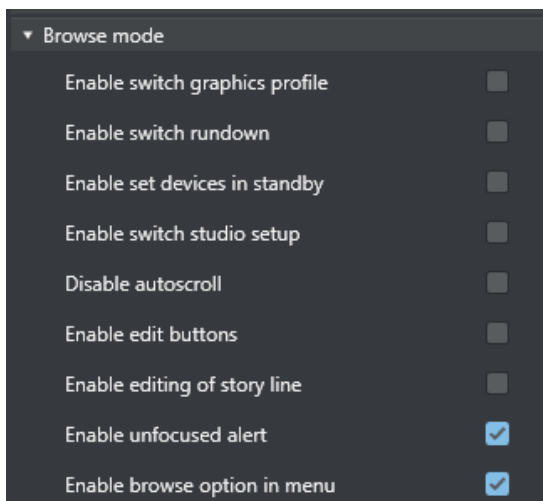 Browse mode
Enable switch graphics profile
Enable switch rundown
Enable set devices in standby
Enable switch studio setup
Disable autoscroll
Enable edit buttons
Enable editing of story line
Enable unfocused alert
Enable browse option in menu